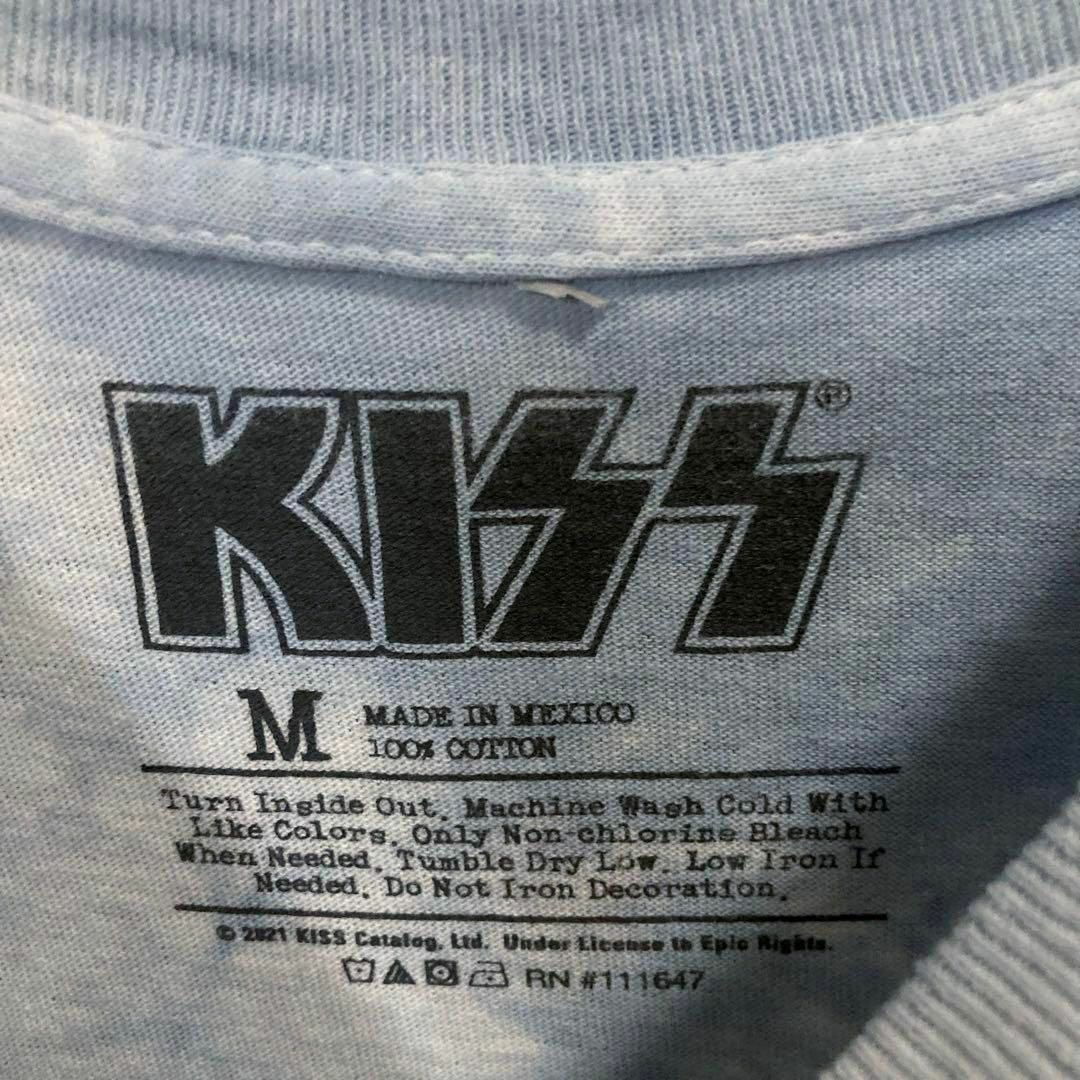 KISS®
M
MADE IN MEXICO
100% COTTON
Turn Inside Out. Machine Wash Cold With
Like Colors. Only Non-chlorine Bleach
When Needed. Tumble Dry Low. Low Iron If
Needed. Do Not Iron Decoration.
© 2021 KISS Catalog, Ltd. Under License to Epic Rights.
RN #111647